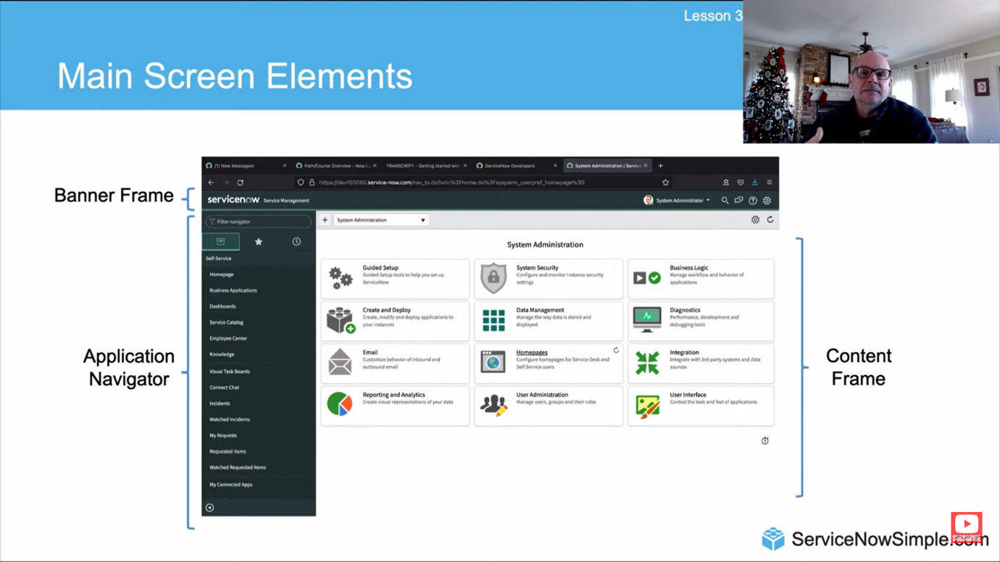 Lesson 3
Main Screen Elements
(1) New Messages!
Path/Course Overview - Now Le
TRANSCRIPT - Getting started with
ServiceNow Developers
System Administration | Service
https://dev103080.service-now.com/nav_to.do?uri=%2Fhome.do%3Fsysparm_userpref_homepage%3D
Banner Frame
servicenow Service Management
System Administrator
Filter navigator
System Administration
Self-Service
Homepage
Business Applications
Dashboards
Service Catalog
Employee Center
Knowledge
Visual Task Boards
Connect Chat
Incidents
Watched Incidents
My Requests
Requested Items
Watched Requested Items
My Connected Apps
Application
Navigator
System Administration
Guided Setup
Guided Setup tools to help you set up
ServiceNow
System Security
Configure and monitor Instance security
settings
Business Logic
Manage workflow and behavior of
applications
Create and Deploy
Create, modify and deploy applications to
your instances
Data Management
Manage the way data is stored and
displayed
Diagnostics
Performance, development and
debugging tools
Email
Customize behavior of inbound and
outbound email
Homepages
Configure homepages for Service Desk and
Self Service users
Integration
Integrate with 3rd-party systems and data
sources
Reporting and Analytics
Create visual representations of your data
User Administration
Manage users, groups and their roles
User Interface
Control the look and feel of applications
Content
Frame
SUBSCRIBE
ServiceNowSimple.com